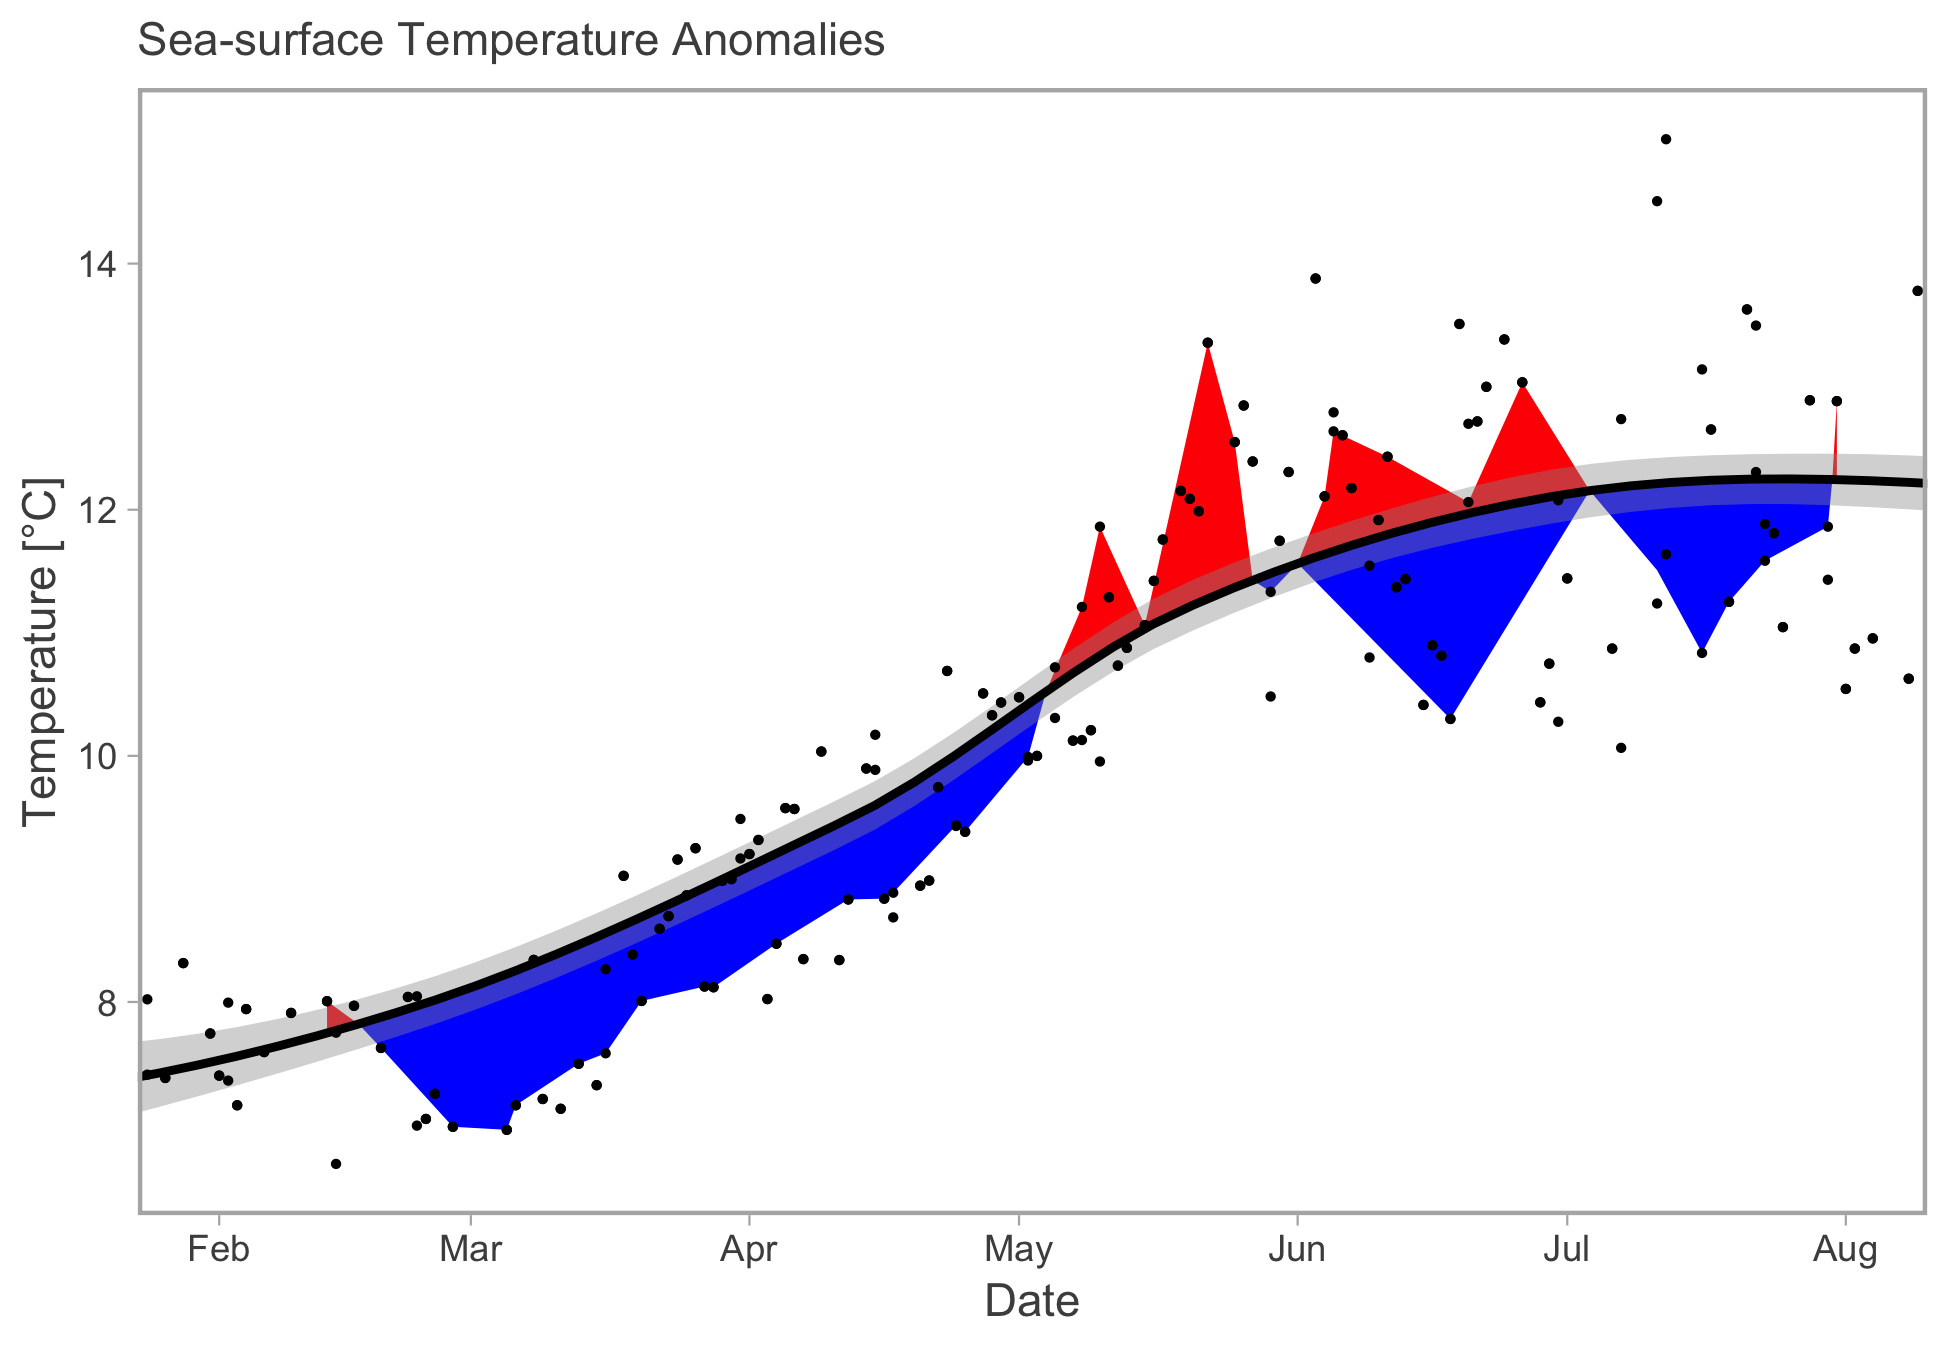 Sea-surface Temperature Anomalies
Temperature [°C]
14
12
10
8
Feb Mar Apr May Jun Jul Aug
Date